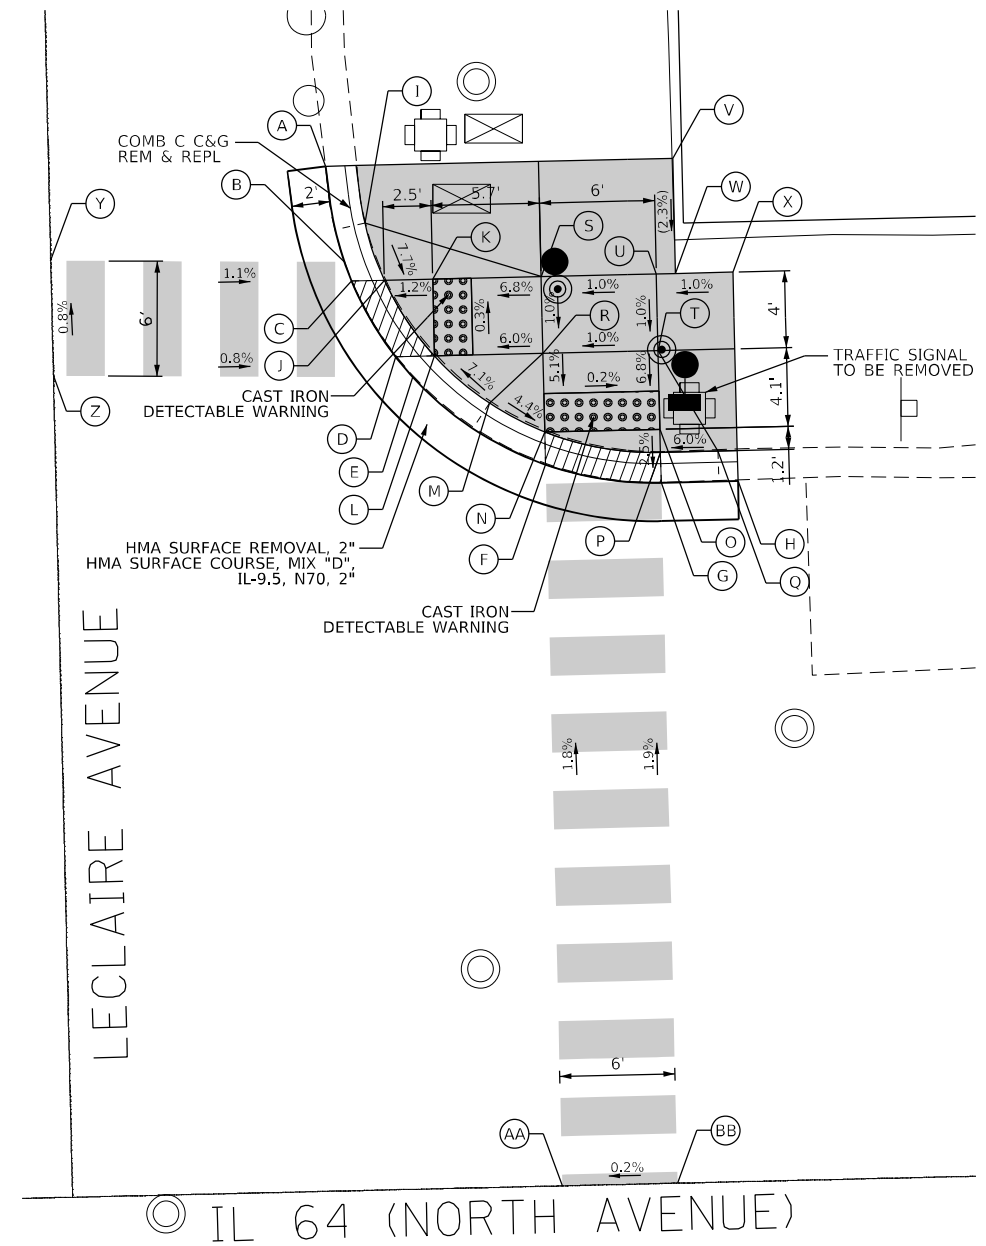 I
A
V
COMB C C&G
REM & REPL
B
2'
2.5'
5.7'
6'
(2.3%)
W
X
Y
K
S
U
7.7%
1.1%
1.2%
6.8%
1.0%
1.0%
0.8%
6'
0.3%
1.0%
1.0%
R
T
4'
C
6.0%
1.0%
J
0.8%
TRAFFIC SIGNAL
TO BE REMOVED
7.1%
5.1%
0.2%
6.8%
4.1'
CAST IRON
DETECTABLE WARNING
Z
4.4%
D
6.0%
2.5%
1.2'
E
M
L
N
F
P
O
H
G
Q
HMA SURFACE REMOVAL, 2"
HMA SURFACE COURSE, MIX "D",
IL-9.5, N70, 2"
CAST IRON
DETECTABLE WARNING
1.8%
1.9%
LECLAIRE AVENUE
6'
AA
BB
0.2%
IL 64 (NORTH AVENUE)